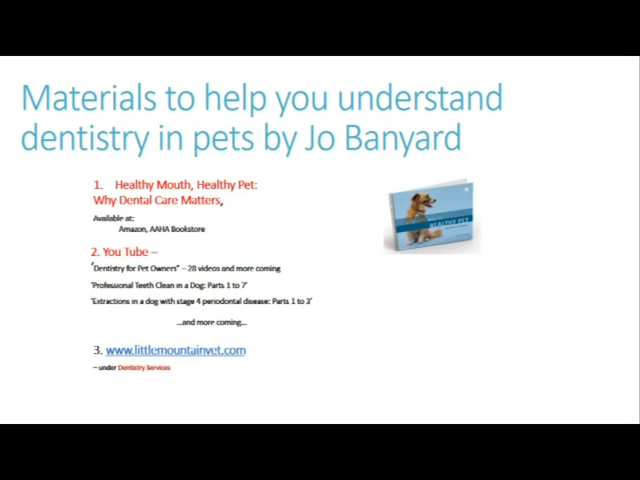 Materials to help you understand
dentistry in pets by Jo Banyard
1. Healthy Mouth, Healthy Pet:
Why Dental Care Matters,
Available at:
Amazon, AAHA Bookstore
HEALTHY PET
2. You Tube –
‘Dentistry for Pet Owners” – 28 videos and more coming
‘Professional Teeth Clean in a Dog: Parts 1 to 7’
‘Extractions in a dog with stage 4 periodontal disease: Parts 1 to 3’
...and more coming...
3. www.littlemountainvet.com
– under Dentistry Services